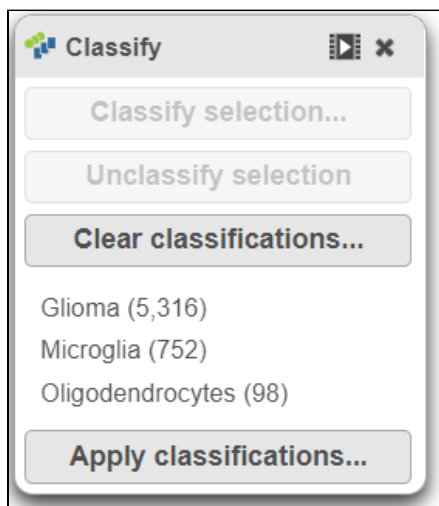 Classify
Classify selection...
Unclassify selection
Clear classifications...
Glioma (5,316)
Microglia (752)
Oligodendrocytes (98)
Apply classifications...